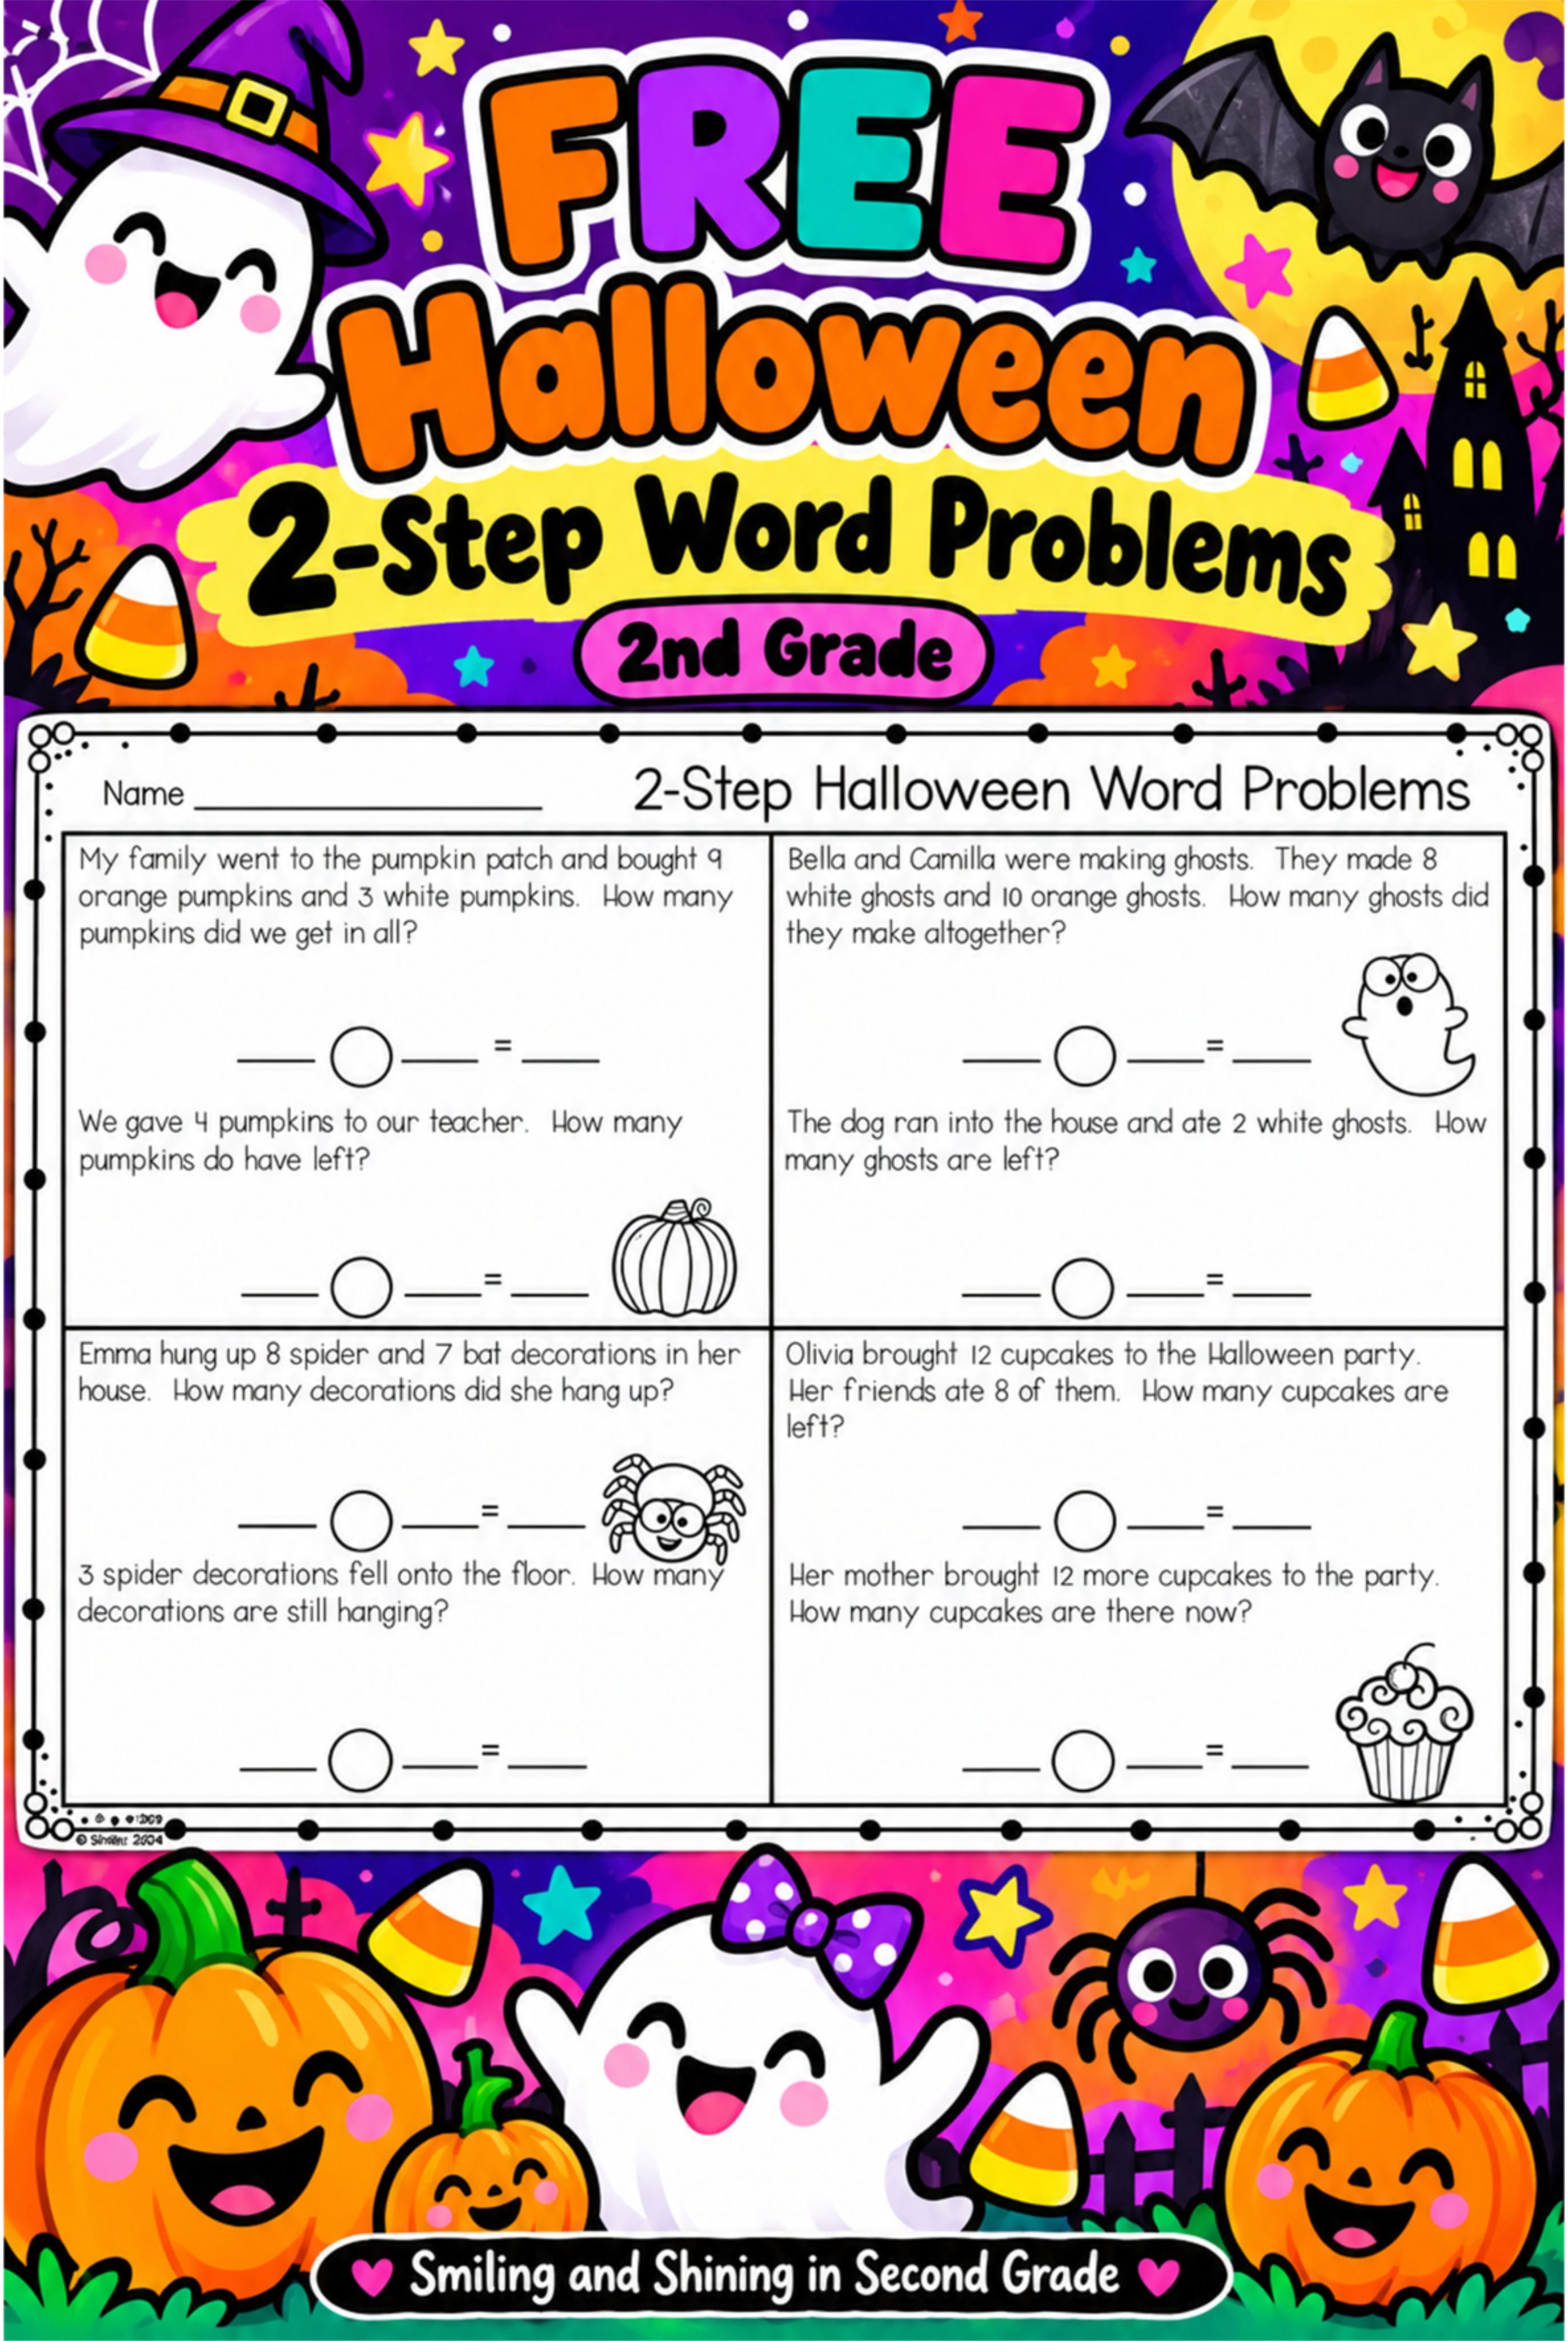 FREE
Halloween
2-Step Word Problems
2nd Grade
Name
2-Step Halloween Word Problems
My family went to the pumpkin patch and bought 9
orange pumpkins and 3 white pumpkins. How many
pumpkins did we get in all?
=
We gave 4 pumpkins to our teacher. How many
pumpkins do have left?
=
Bella and Camilla were making ghosts. They made 8
white ghosts and 10 orange ghosts. How many ghosts did
they make altogether?
=
The dog ran into the house and ate 2 white ghosts. How
many ghosts are left?
=
Emma hung up 8 spider and 7 bat decorations in her
house. How many decorations did she hang up?
=
3 spider decorations fell onto the floor. How many
decorations are still hanging?
=
Olivia brought 12 cupcakes to the Halloween party.
Her friends ate 8 of them. How many cupcakes are
left?
=
Her mother brought 12 more cupcakes to the party.
How many cupcakes are there now?
=
©
Smiling and Shining in Second Grade